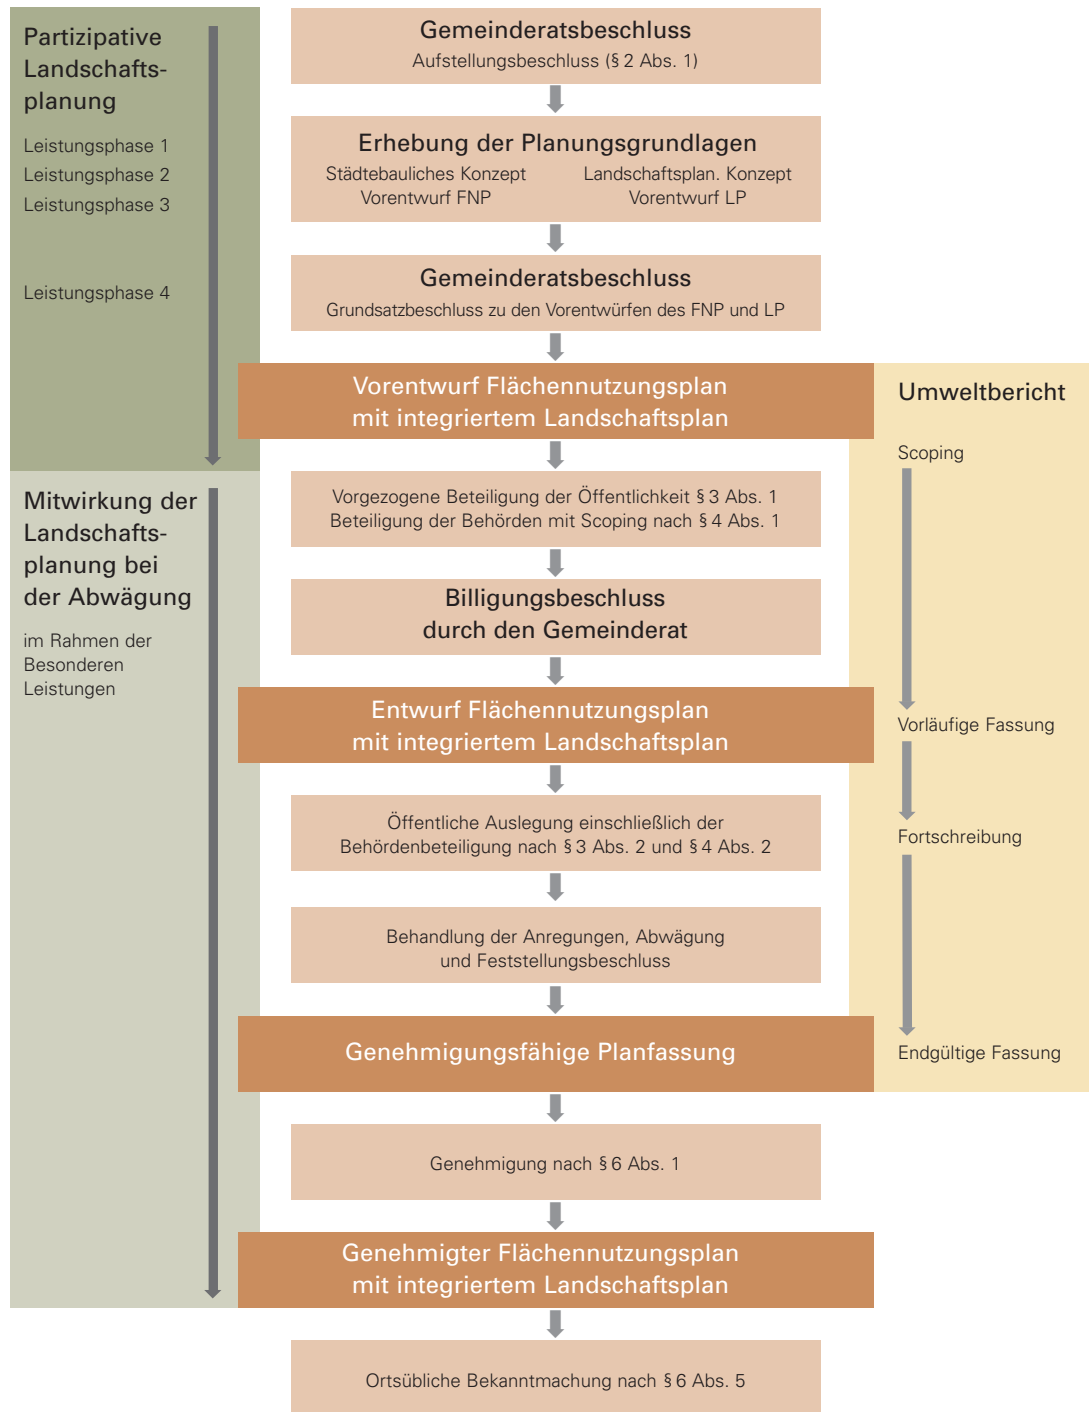 Partizipative
Landschafts-
planung
Leistungsphase 1
Leistungsphase 2
Leistungsphase 3
Leistungsphase 4
Mitwirkung der
Landschafts-
planung bei
der Abwägung
im Rahmen der
Besonderen
Leistungen
Gemeinderatsbeschluss
Aufstellungsbeschluss (§ 2 Abs. 1)
Erhebung der Planungsgrundlagen
Städtebauliches Konzept
Vorentwurf FNP
Landschaftsplan. Konzept
Vorentwurf LP
Gemeinderatsbeschluss
Grundsatzbeschluss zu den Vorentwürfen des FNP und LP
Vorentwurf Flächennutzungsplan
mit integriertem Landschaftsplan
Vorgezogene Beteiligung der Öffentlichkeit § 3 Abs. 1
Beteiligung der Behörden mit Scoping nach § 4 Abs. 1
Billigungsbeschluss
durch den Gemeinderat
Entwurf Flächennutzungsplan
mit integriertem Landschaftsplan
Öffentliche Auslegung einschließlich der
Behördenbeteiligung nach § 3 Abs. 2 und § 4 Abs. 2
Behandlung der Anregungen, Abwägung
und Feststellungsbeschluss
Genehmigungsfähige Planfassung
Genehmigung nach § 6 Abs. 1
Genehmigter Flächennutzungsplan
mit integriertem Landschaftsplan
Ortsübliche Bekanntmachung nach § 6 Abs. 5
Umweltbericht
Scoping
Vorläufige Fassung
Fortschreibung
Endgültige Fassung